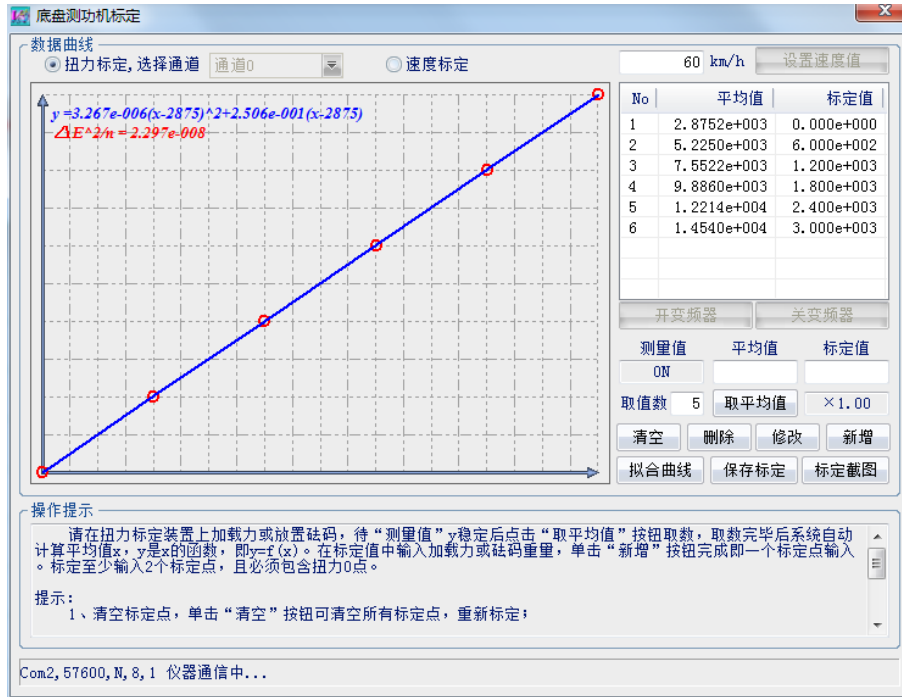 底盘测功机标定
数据曲线
扭力标定,选择通道 通道0 速度标定 60 km/h 设置速度值
y =3.267e-006(x-2875)^2+2.506e-001(x-2875)
ΔE^2/n = 2.297e-008
No 平均值 标定值
1 2.8752e+003 0.000e+000
2 5.2250e+003 6.000e+002
3 7.5522e+003 1.200e+003
4 9.8860e+003 1.800e+003
5 1.2214e+004 2.400e+003
6 1.4540e+004 3.000e+003
开变频器 关变频器
测量值 平均值 标定值
0N
取值数 5 取平均值 ×1.00
清空 删除 修改 新增
拟合曲线 保存标定 标定截图
操作提示
请在扭力标定装置上加载力或放置砝码，待“测量值”y稳定后点击“取平均值”按钮取数，取数完毕后系统自动
计算平均值x，y是x的函数，即y=f(x)。在标定值中输入加载力或砝码重量，单击“新增”按钮完成即一个标定点输入
。标定至少输入2个标定点，且必须包含扭力0点。
提示:
1、清空标定点，单击“清空”按钮可清空所有标定点，重新标定;
Com2,57600,N,8,1 仪器通信中...